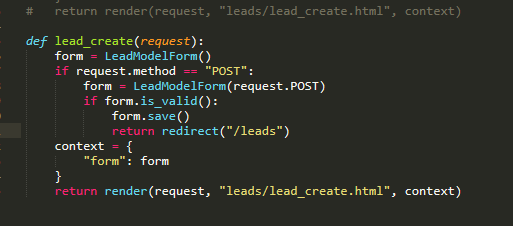 #   return render(request, "leads/lead_create.html", context)
def lead_create(request):
    form = LeadModelForm()
    if request.method == "POST":
        form = LeadModelForm(request.POST)
        if form.is_valid():
            form.save()
            return redirect("/leads")
    context = {
        "form": form
    }
    return render(request, "leads/lead_create.html", context)